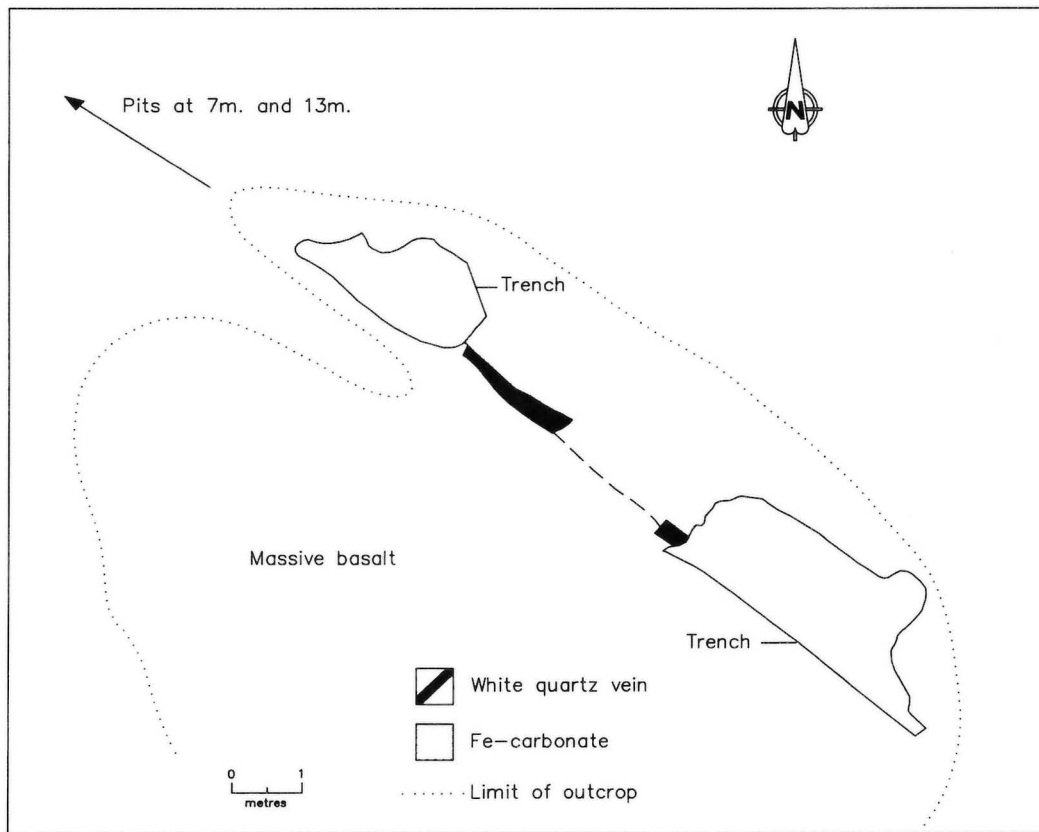 Pits at 7m. and 13m.
N
Trench
Massive basalt
Trench
White quartz vein
Fe-carbonate
Limit of outcrop
0 1
metres